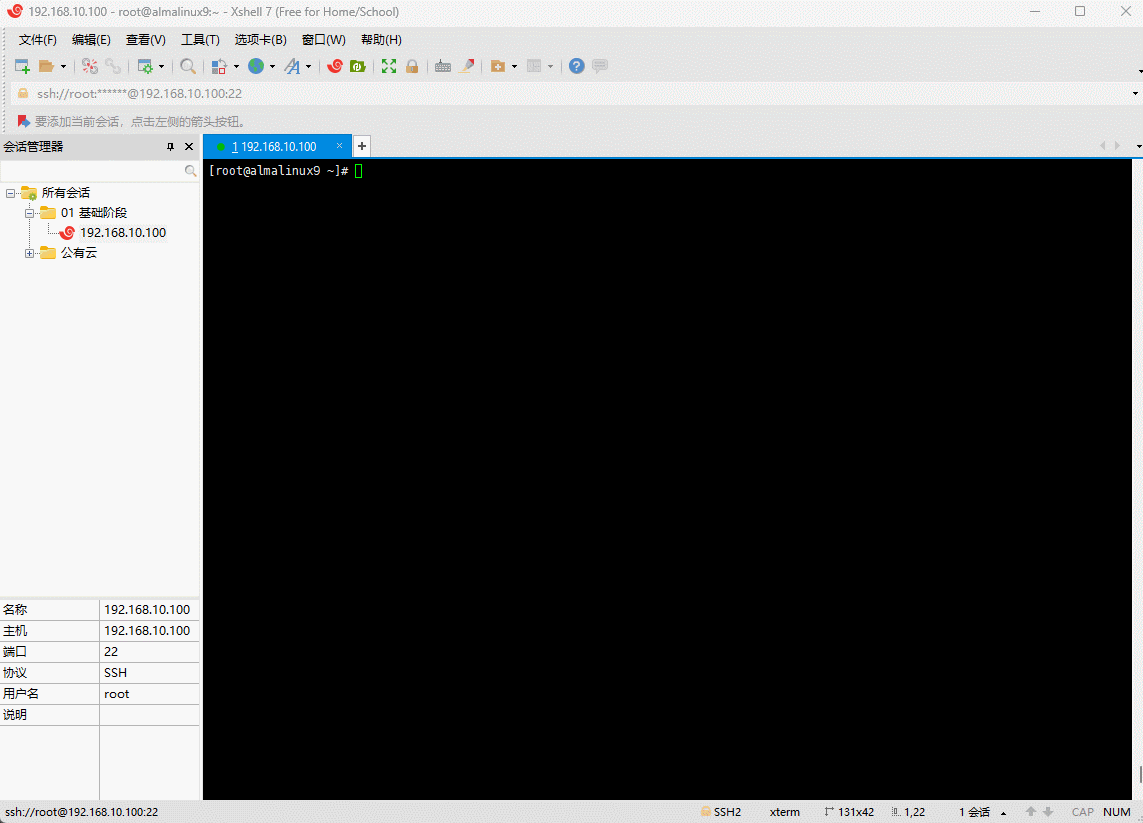 192.168.10.100 - root@almalinux9:~ - Xshell 7 (Free for Home/School)
文件(F) 编辑(E) 查看(V) 工具(T) 选项卡(B) 窗口(W) 帮助(H)
ssh://root:******@192.168.10.100:22
要添加当前会话，点击左侧的箭头按钮。
会话管理器
1 192.168.10.100
[root@almalinux9 ~]#
所有会话
01 基础阶段
192.168.10.100
公有云
名称 192.168.10.100
主机 192.168.10.100
端口 22
协议 SSH
用户名 root
说明
ssh://root@192.168.10.100:22 SSH2 xterm 131x42 1,22 1 会话 CAP NUM